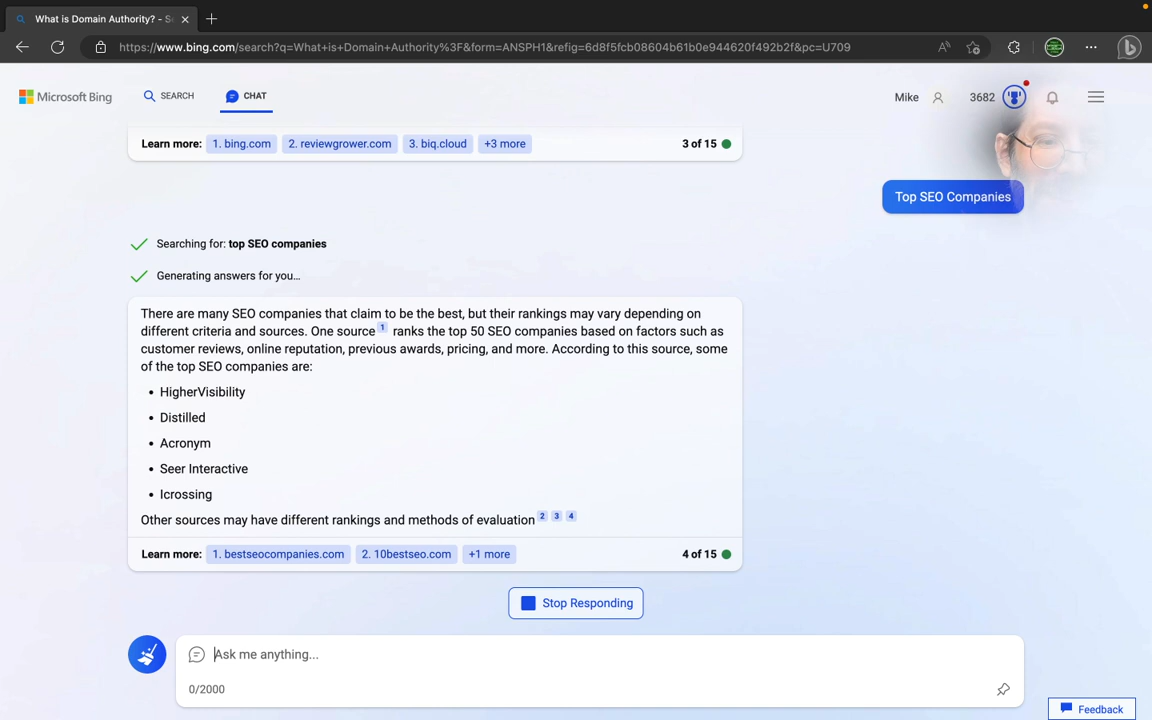 What is Domain Authority? - Se
https://www.bing.com/search?q=What+is+Domain+Authority%3F&form=ANSPH1&refig=6d8f5fcb08604b61b0e944620f492b2f&pc=U709
Microsoft Bing
SEARCH
CHAT
Mike
3682
Learn more: 1. bing.com 2. reviewgrower.com 3. biq.cloud +3 more 3 of 15
Top SEO Companies
Searching for: top SEO companies
Generating answers for you...
There are many SEO companies that claim to be the best, but their rankings may vary depending on
different criteria and sources. One source 1 ranks the top 50 SEO companies based on factors such as
customer reviews, online reputation, previous awards, pricing, and more. According to this source, some
of the top SEO companies are:
• HigherVisibility
• Distilled
• Acronym
• Seer Interactive
• Icrossing
Other sources may have different rankings and methods of evaluation 2 3 4
Learn more: 1. bestseocompanies.com 2. 10bestseo.com +1 more 4 of 15
Stop Responding
Ask me anything...
0/2000
Feedback